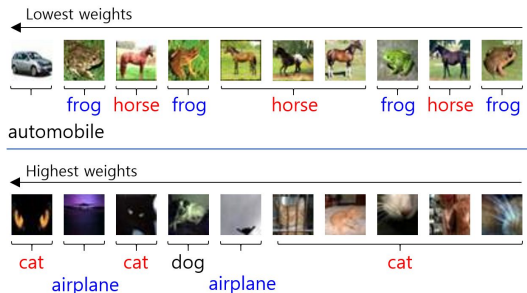 Lowest weights
frog horse frog horse frog horse frog
automobile
Highest weights
cat cat dog cat
airplane airplane